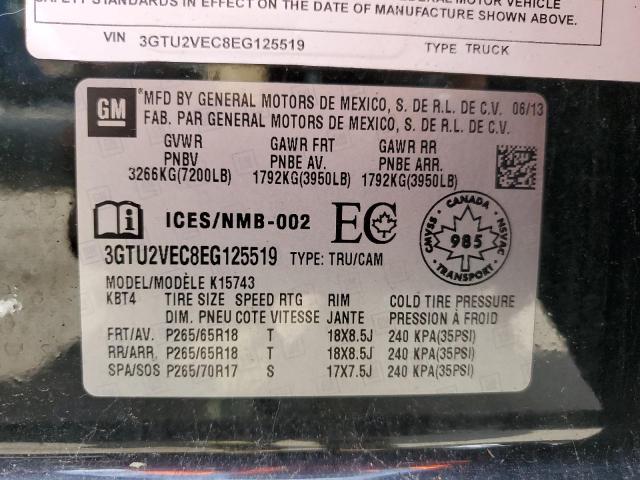 SAFETY STANDARDS IN EFFECT ON THE DATE OF MANUFACTURE SHOWN ABOVE.
VIN 3GTU2VEC8EG125519 TYPE TRUCK
GM ®MFD BY GENERAL MOTORS DE MEXICO, S. DE R.L. DE C.V. 06/13
FAB. PAR GENERAL MOTORS DE MEXICO, S. DE R.L. DE C.V.
GVWR GAWR FRT GAWR RR
PNBV PNBE AV. PNBE ARR.
3266KG(7200LB) 1792KG(3950LB) 1792KG(3950LB)
i ICES/NMB-002 EC
3GTU2VEC8EG125519 TYPE: TRU/CAM
CANADA CMVSS 985 NSVAC TRANSPORT
MODEL/MODÈLE K15743
KBT4 TIRE SIZE SPEED RTG RIM COLD TIRE PRESSURE
DIM. PNEU COTE VITESSE JANTE PRESSION À FROID
FRT/AV. P265/65R18 T 18X8.5J 240 KPA(35PSI)
RR/ARR. P265/65R18 T 18X8.5J 240 KPA(35PSI)
SPA/SOS P265/70R17 S 17X7.5J 240 KPA(35PSI)